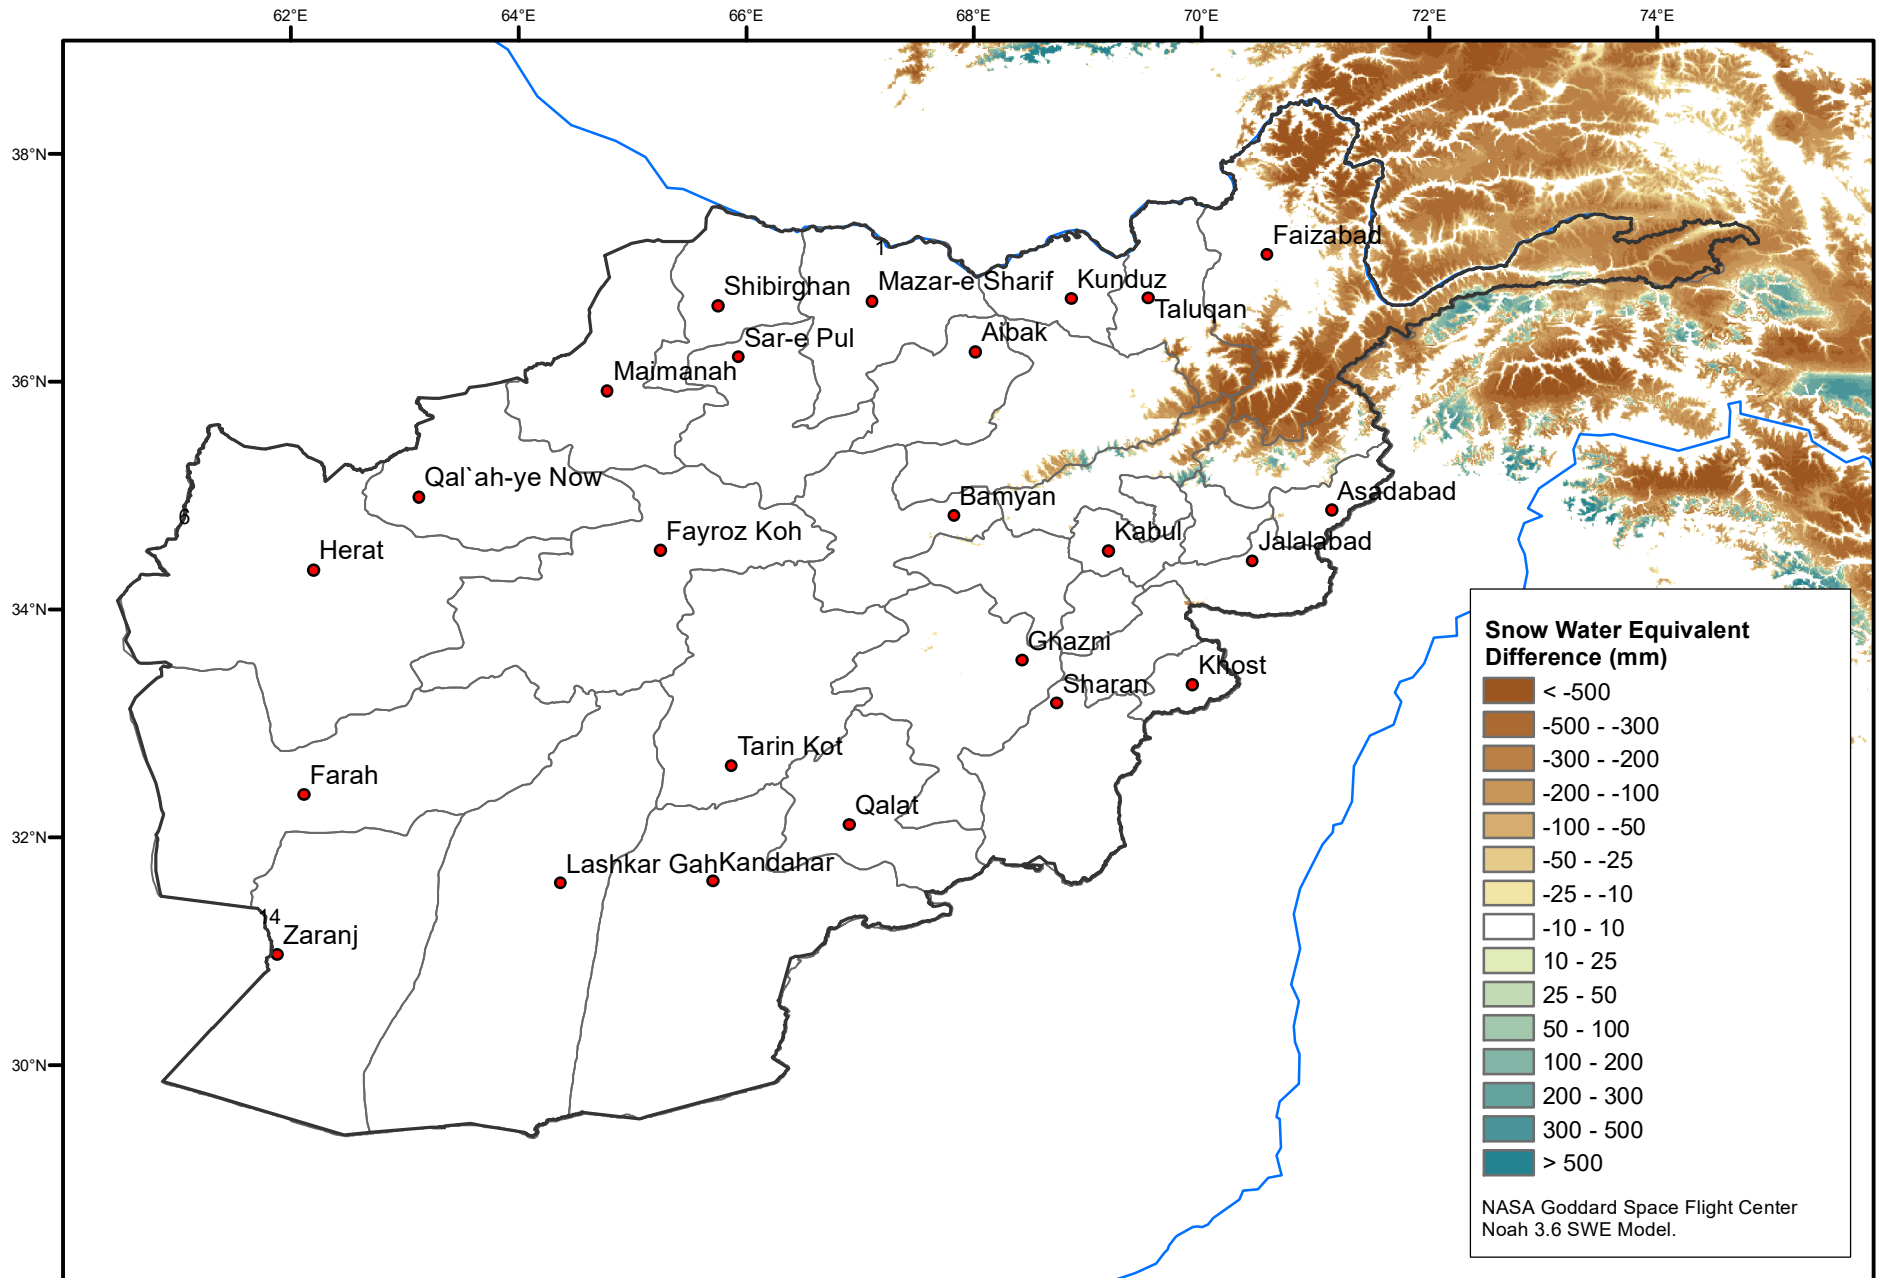 62°E 64°E 66°E 68°E 70°E 72°E 74°E
38°N
36°N
34°N
32°N
30°N
Faizabad
1
Shibirghan
Mazar-e Sharif
Kunduz
Taluqan
Sar-e Pul
Aibak
Maimanah
Qal`ah-ye Now
Bamyan
Asadabad
6
Herat
Fayroz Koh
Kabul
Jalalabad
Ghazni
Khost
Sharan
Tarin Kot
Farah
Qalat
Lashkar Gah
Kandahar
14
Zaranj
Snow Water Equivalent
Difference (mm)
< -500
-500 - -300
-300 - -200
-200 - -100
-100 - -50
-50 - -25
-25 - -10
-10 - 10
10 - 25
25 - 50
50 - 100
100 - 200
200 - 300
300 - 500
> 500
NASA Goddard Space Flight Center
Noah 3.6 SWE Model.